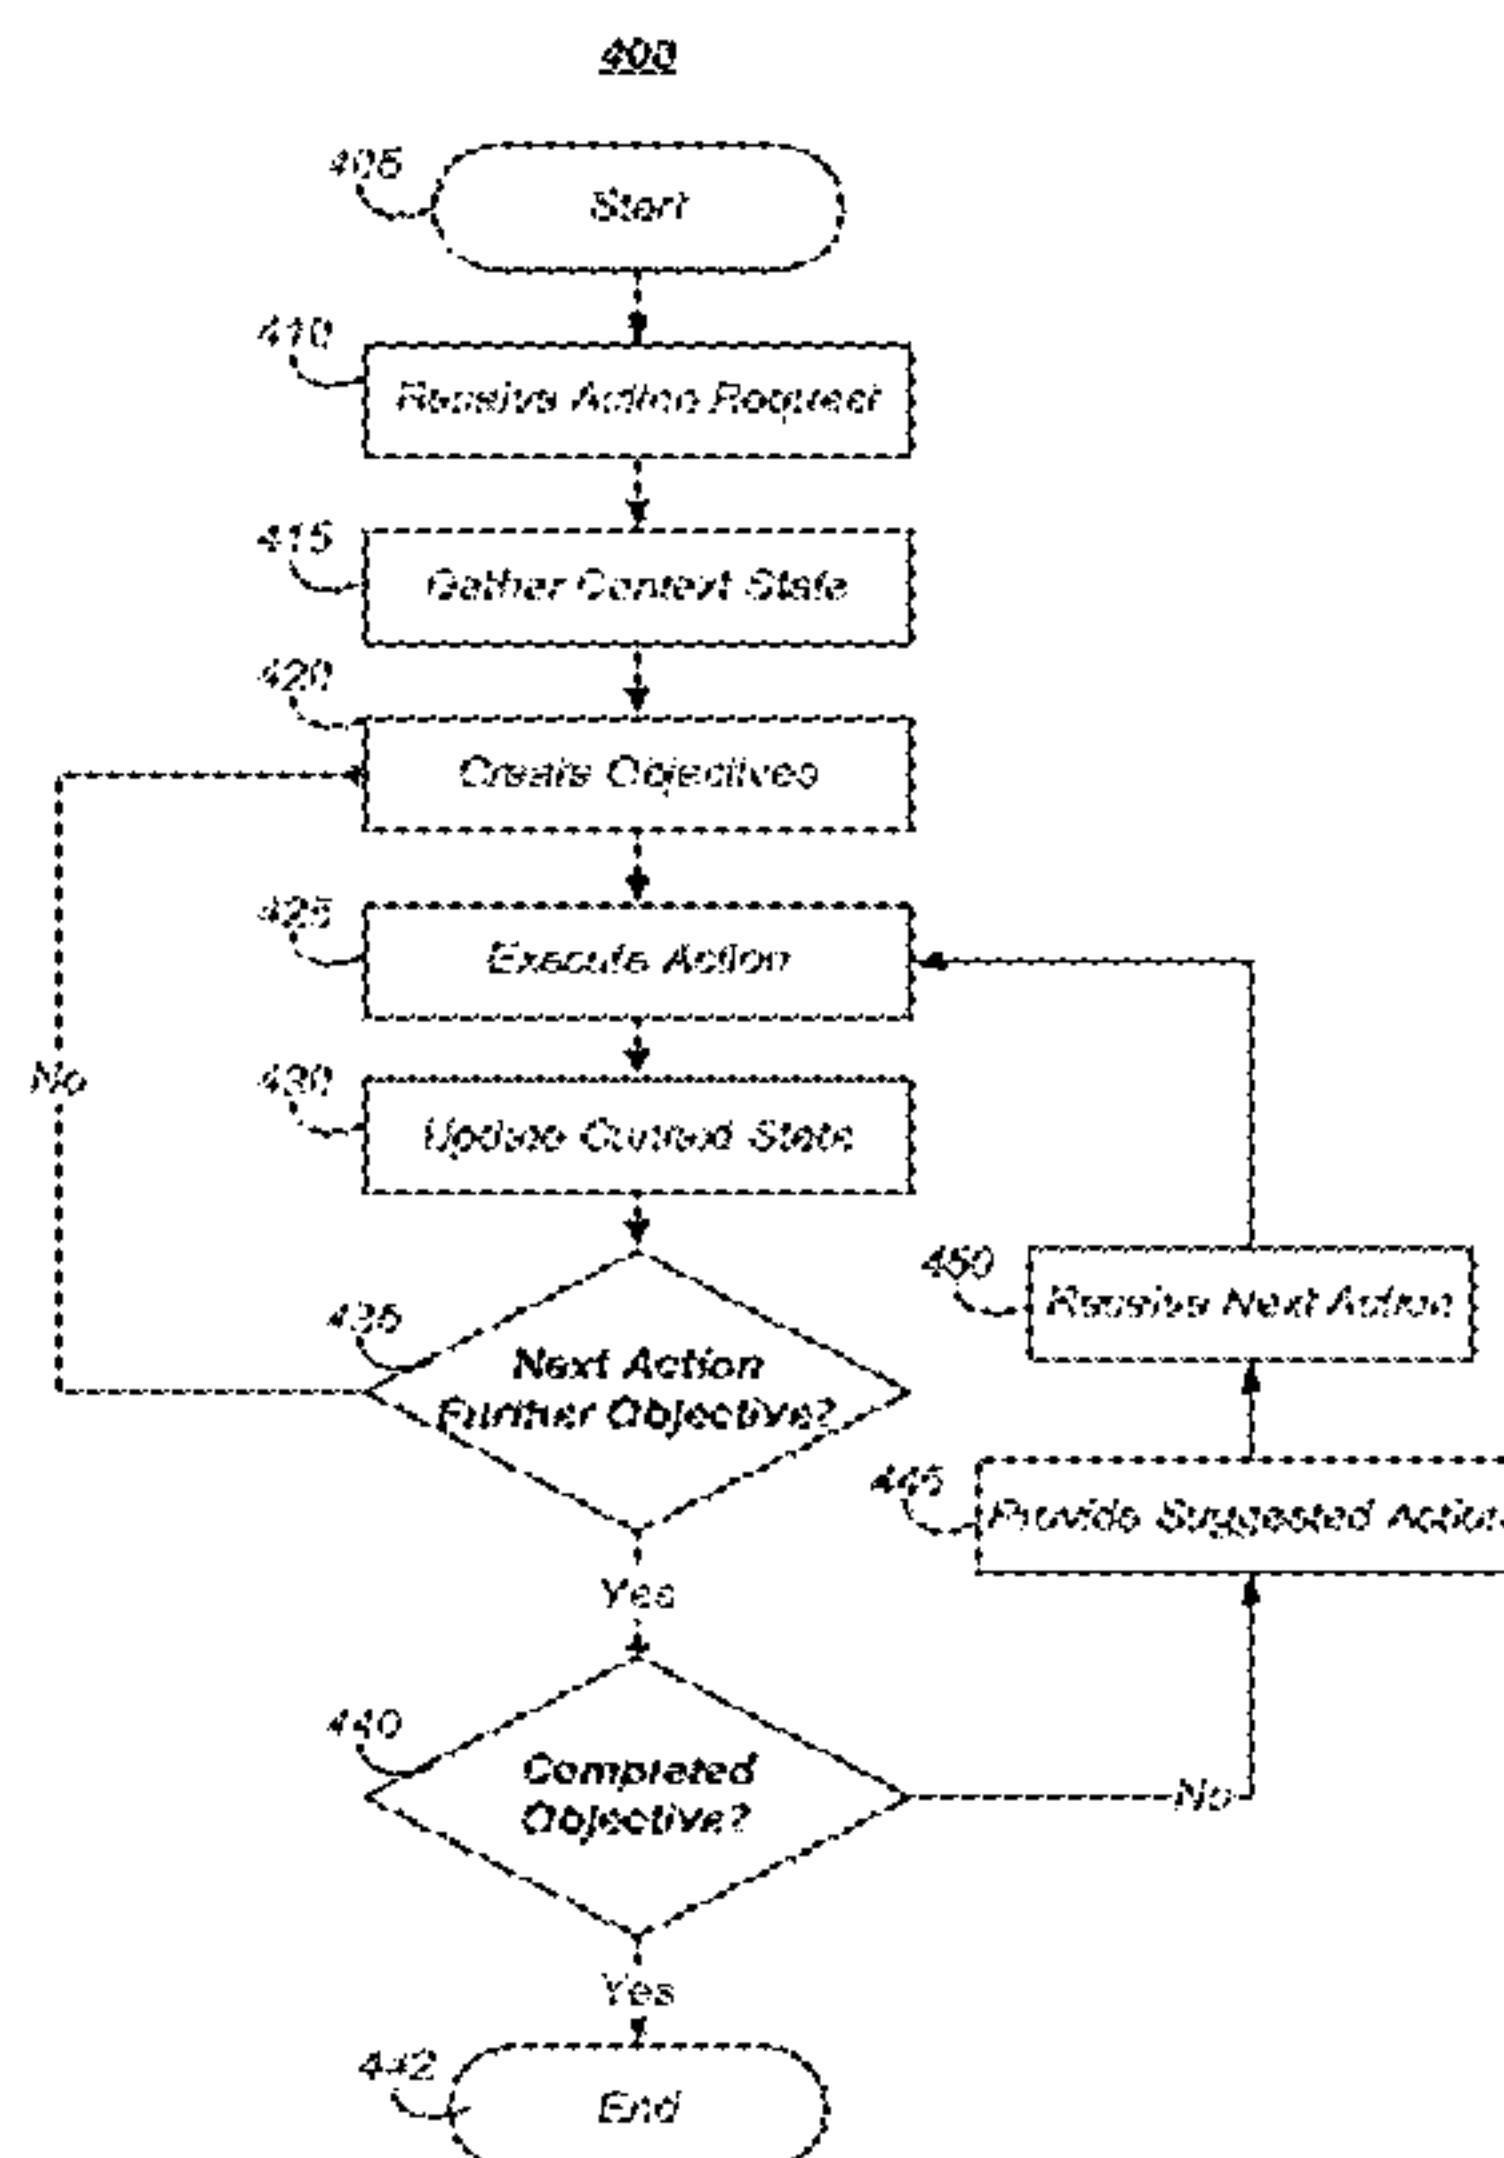 400
405
Start
410
Receive Action Request
415
Gather Context State
420
Create Objectives
425
Execute Action
No
430
Update Context State
450
Receive Next Action
435
Next Action
Further Objective?
445
Provide Suggested Action
Yes
440
Completed
Objective?
No
Yes
442
End